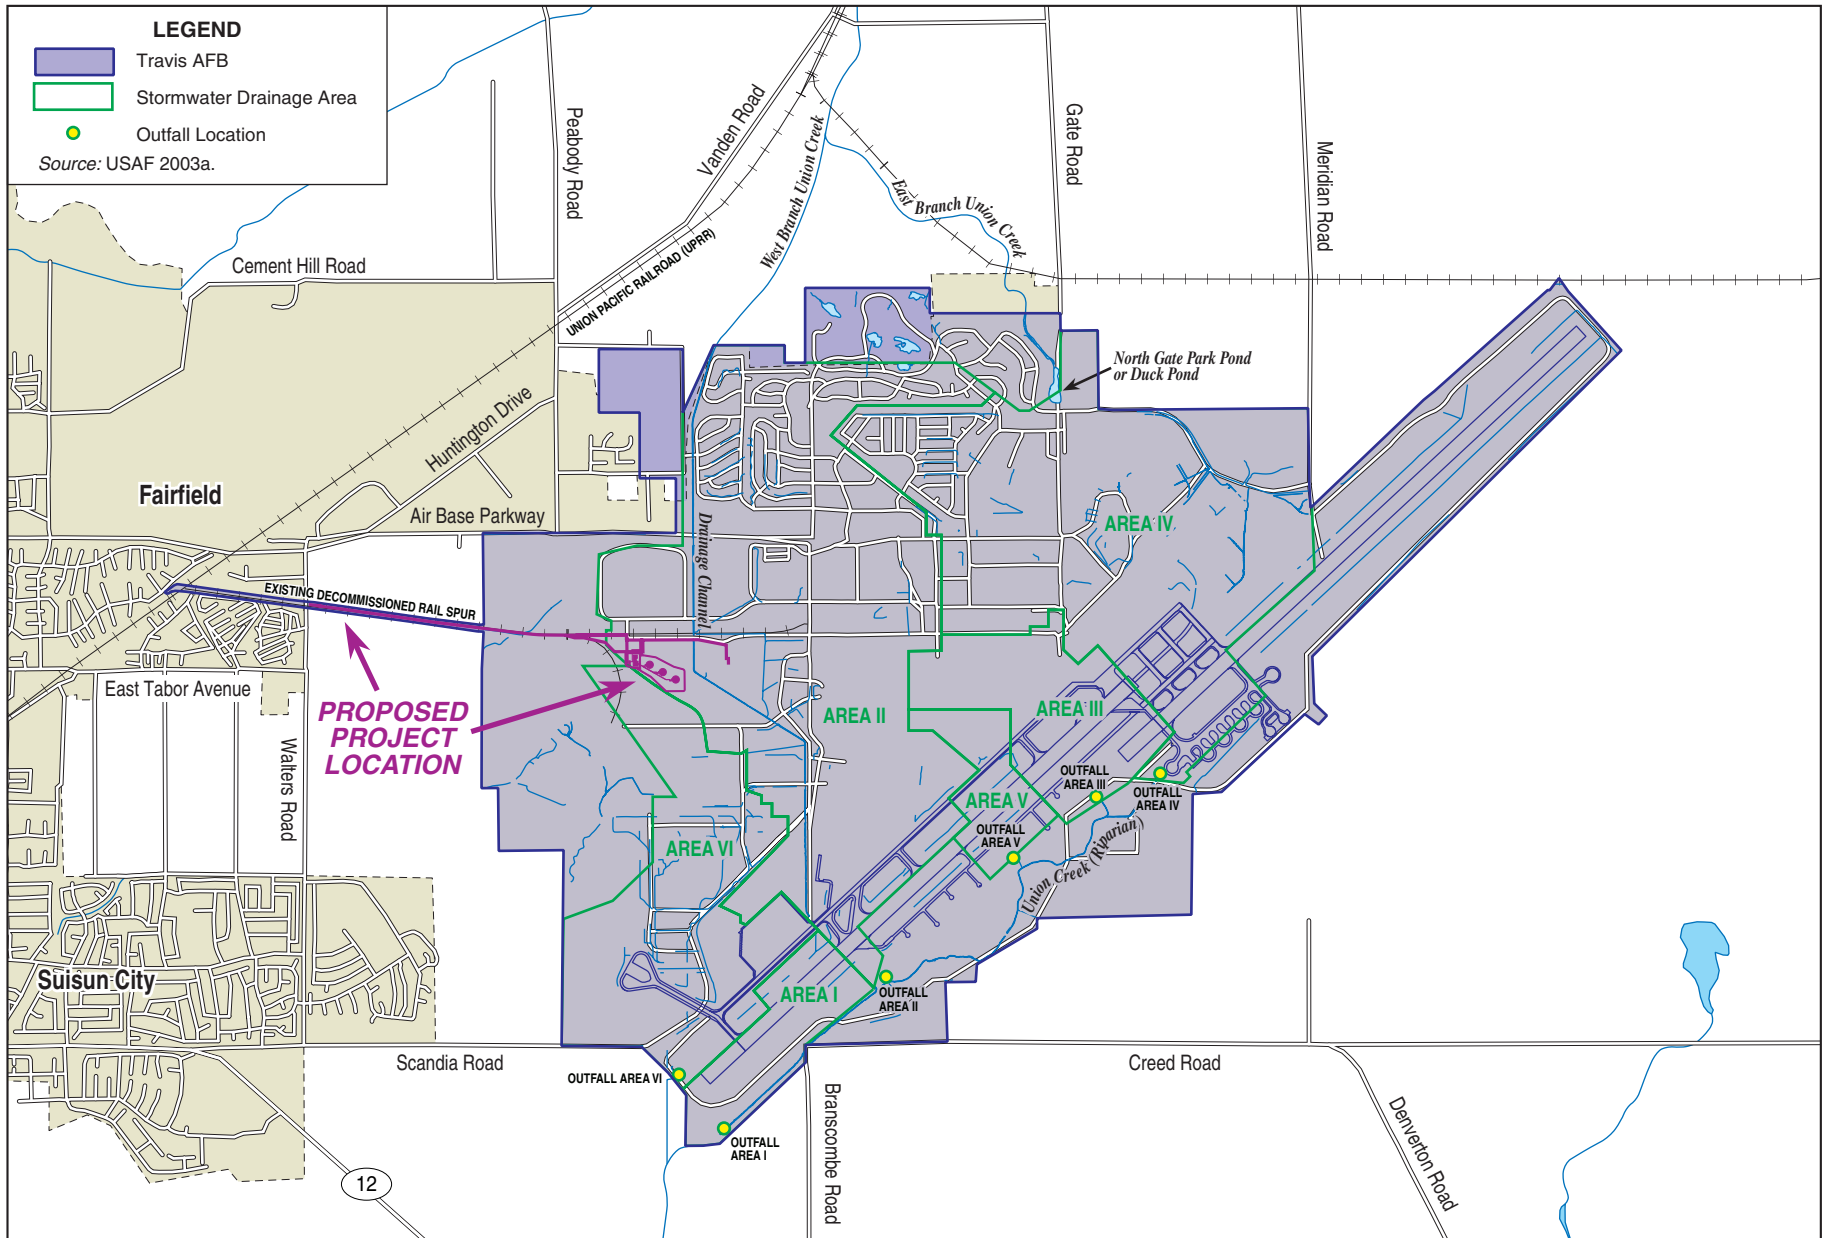 LEGEND
Travis AFB
Stormwater Drainage Area
Outfall Location
Source: USAF 2003a.
Peabody Road
Vanden Road
West Branch Union Creek
East Branch Union Creek
Gate Road
Meridian Road
Cement Hill Road
UNION PACIFIC RAILROAD (UPRR)
North Gate Park Pond
or Duck Pond
Huntington Drive
Fairfield
Air Base Parkway
Drainage Channel
AREA IV
EXISTING DECOMMISSIONED RAIL SPUR
East Tabor Avenue
PROPOSED
PROJECT
LOCATION
AREA II
AREA III
Walters Road
OUTFALL
AREA III
OUTFALL
AREA IV
AREA V
OUTFALL
AREA V
AREA VI
Union Creek (Riparian)
Suisun City
AREA I
OUTFALL
AREA II
Scandia Road
Creed Road
OUTFALL AREA VI
OUTFALL
AREA I
Branscombe Road
Denverton Road
12